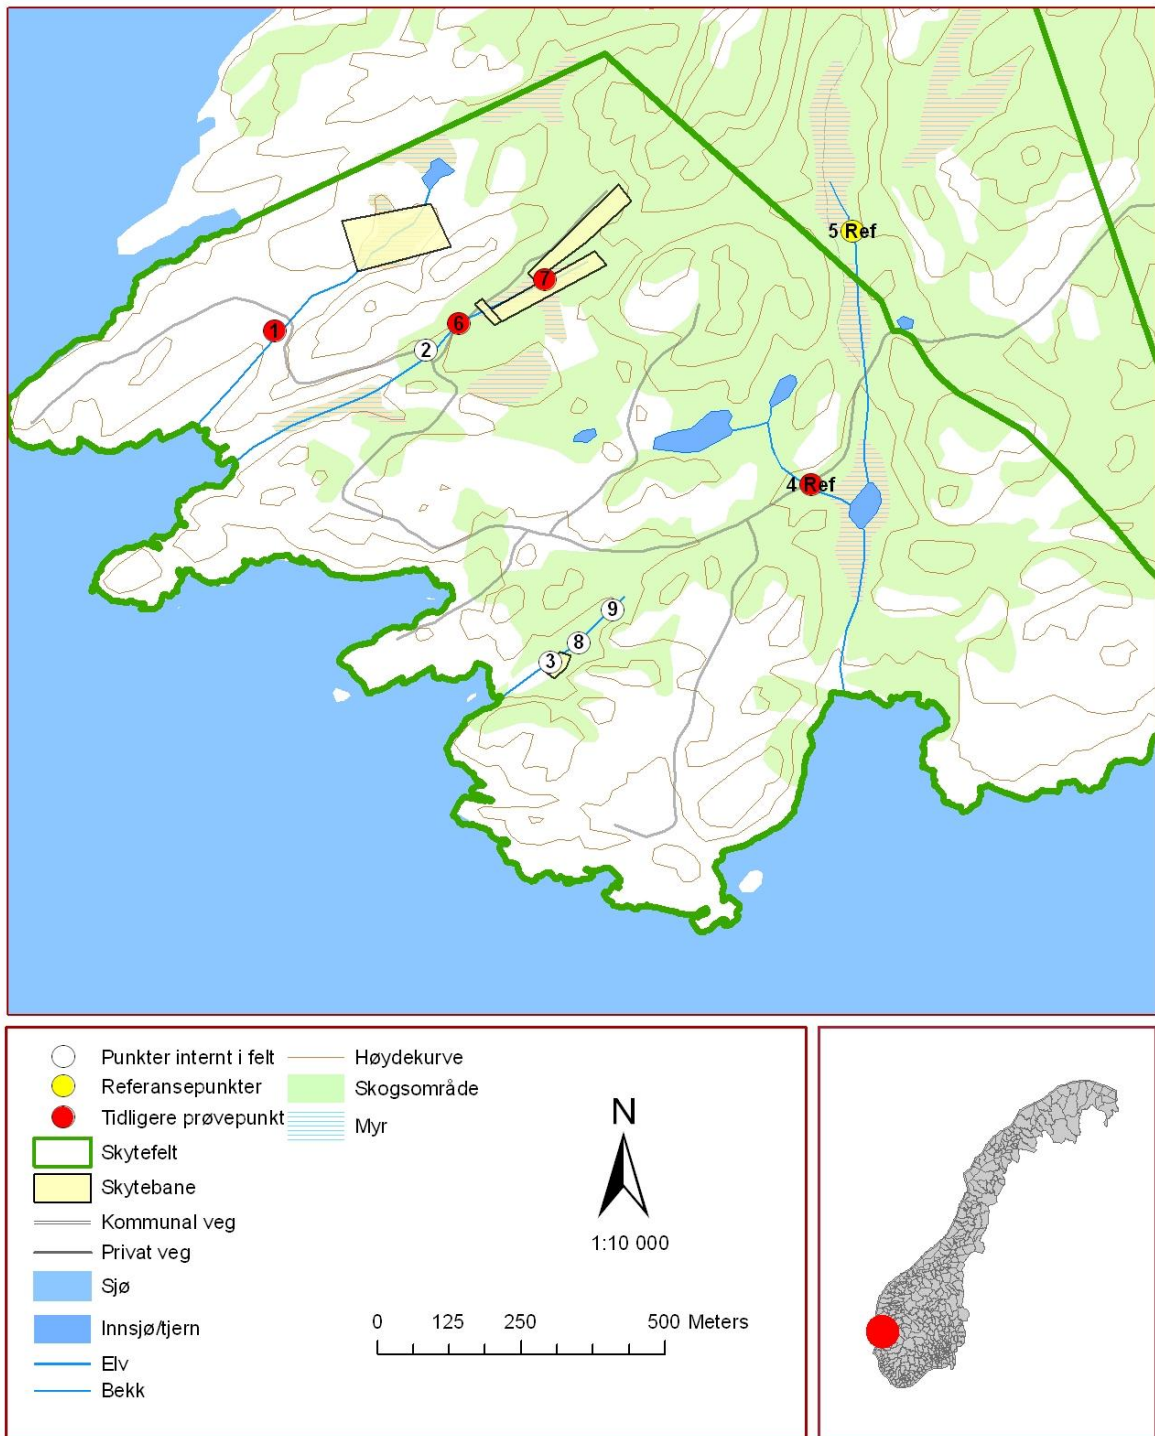 5 Ref
7
6
1
2
4 Ref
9
8
3
Punkter internt i felt
Referansepunkter
Tidligere prøvepunkt
Skytefelt
Skytebane
Kommunal veg
Privat veg
Sjø
Innsjø/tjern
Elv
Bekk
Høydekurve
Skogsområde
Myr
N
1:10 000
0 125 250 500 Meters